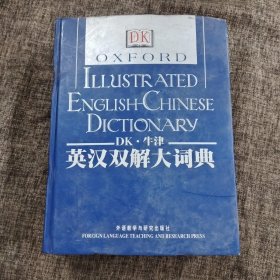 DK
OXFORD
ILLUSTRATED
ENGLISH-CHINESE
DICTIONARY
DK·牛津
英汉双解大词典
外语教学与研究出版社
FOREIGN LANGUAGE TEACHING AND RESEARCH PRESS